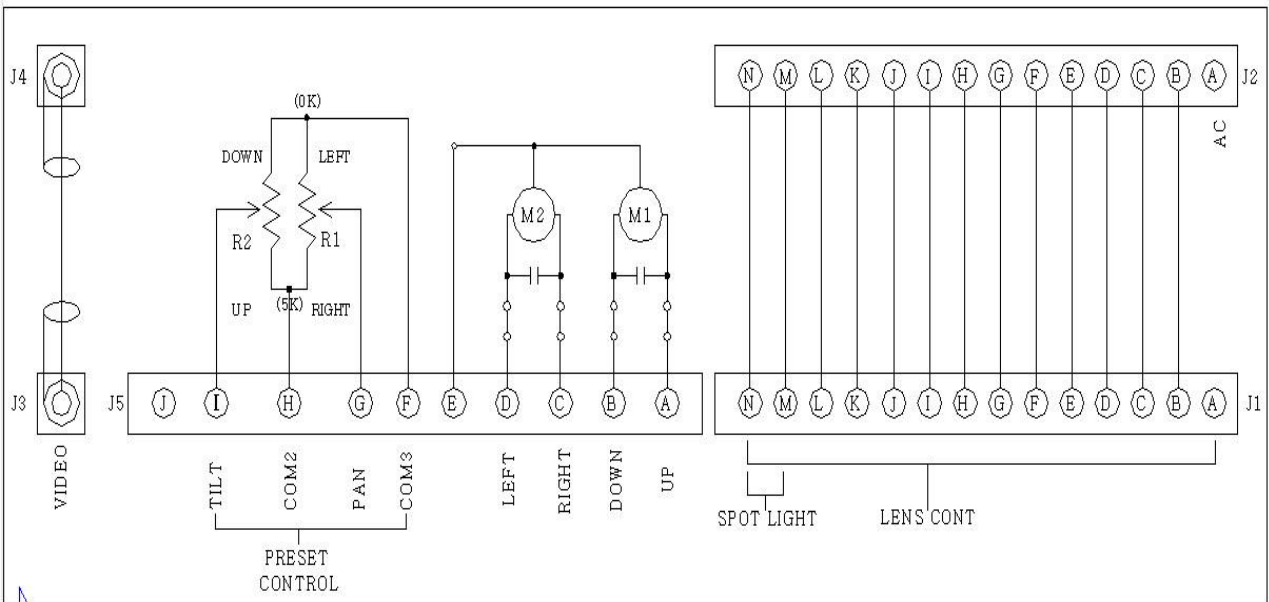 J4
N M L K J I H G F E D C B A
J2
(0K)
AC
DOWN
LEFT
M2
M1
R2
R1
UP
(5K)
RIGHT
J3
J5
J I H G F E D C B A
N M L K J I H G F E D C B A
J1
VIDEO
TILT
COM2
PAN
COM3
LEFT
RIGHT
DOWN
UP
SPOT LIGHT
LENS CONT
PRESET
CONTROL